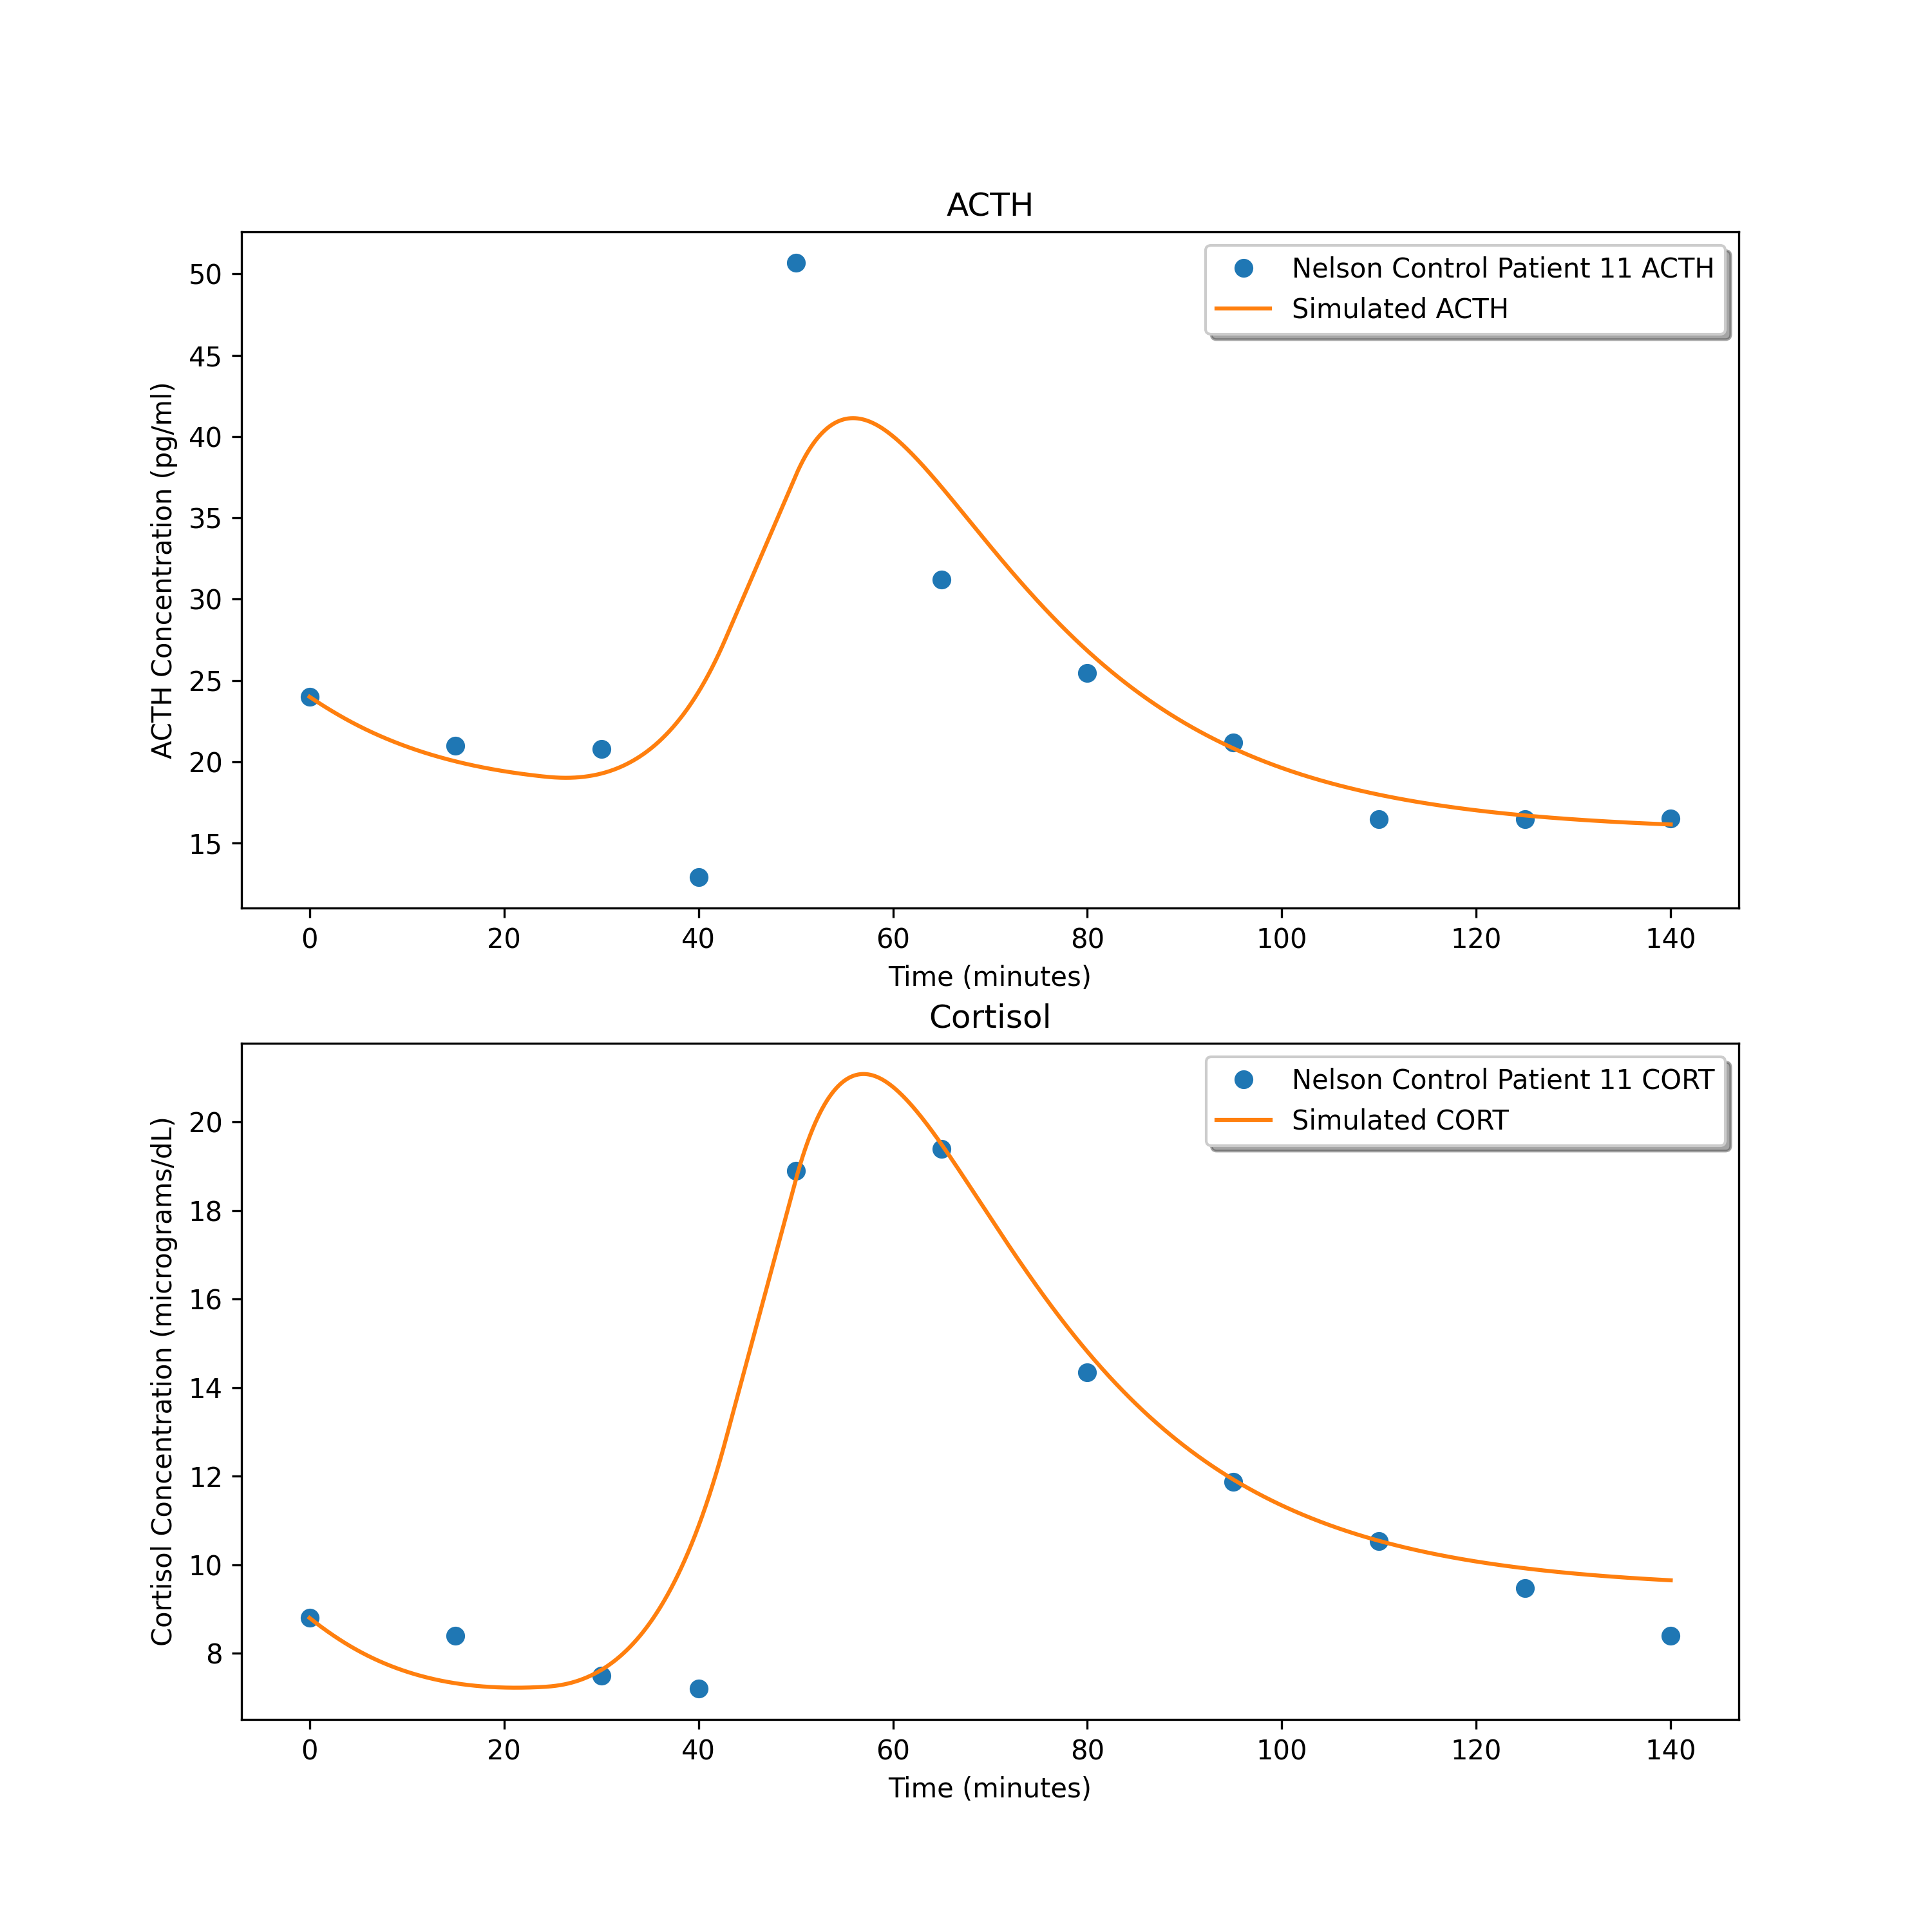 ACTH
Nelson Control Patient 11 ACTH
Simulated ACTH
ACTH Concentration (pg/ml)
50
45
40
35
30
25
20
15
0 20 40 60 80 100 120 140
Time (minutes)
Cortisol
Nelson Control Patient 11 CORT
Simulated CORT
Cortisol Concentration (micrograms/dL)
20
18
16
14
12
10
8
0 20 40 60 80 100 120 140
Time (minutes)